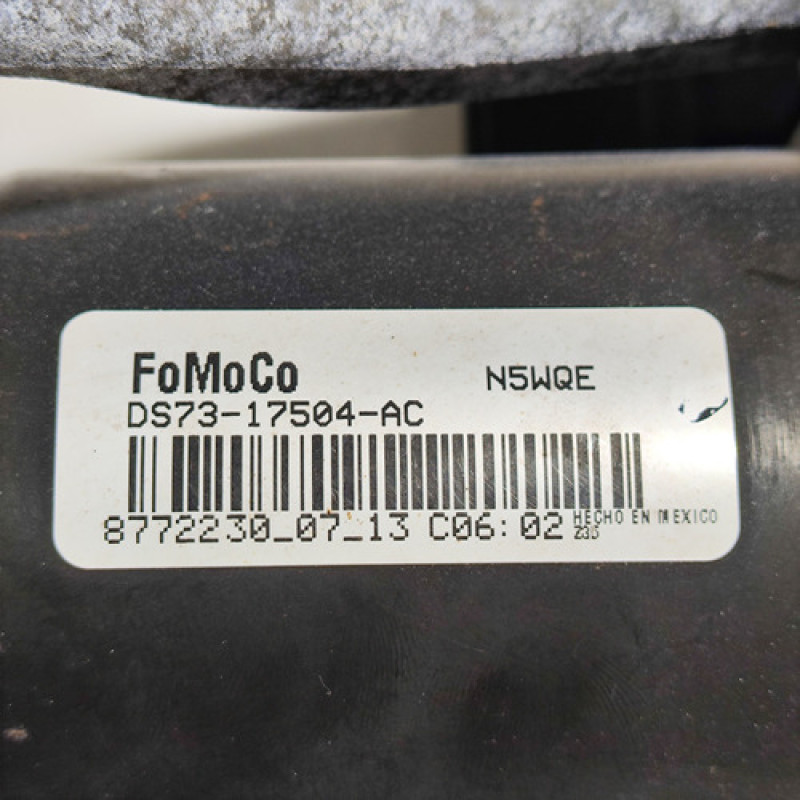 FoMoCo N5WQE
DS73-17504-AC
8772230_07_13 C06:02 HECHO EN MEXICO
235